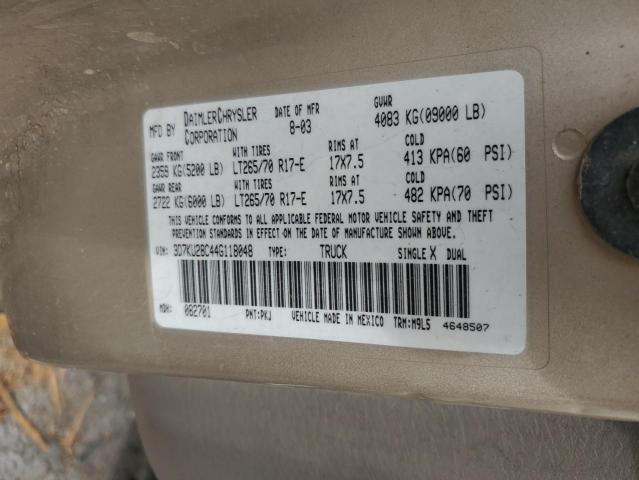 MFD BY DAIMLERCHRYSLER CORPORATION DATE OF MFR 8-03 GVWR 4083 KG(09000 LB)
GAWR FRONT WITH TIRES RIMS AT COLD
2359 KG(5200 LB) LT265/70 R17-E 17X7.5 413 KPA(60 PSI)
GAWR REAR WITH TIRES RIMS AT COLD
2722 KG(6000 LB) LT265/70 R17-E 17X7.5 482 KPA(70 PSI)
THIS VEHICLE CONFORMS TO ALL APPLICABLE FEDERAL MOTOR VEHICLE SAFETY AND THEFT
PREVENTION STANDARDS IN EFFECT ON THE DATE OF MANUFACTURE SHOWN ABOVE.
VIN: 3D7KU28C44G118048 TYPE: TRUCK SINGLE X DUAL
MDH: 082701 PNT:PKJ VEHICLE MADE IN MEXICO TRM:M9L5 4648507